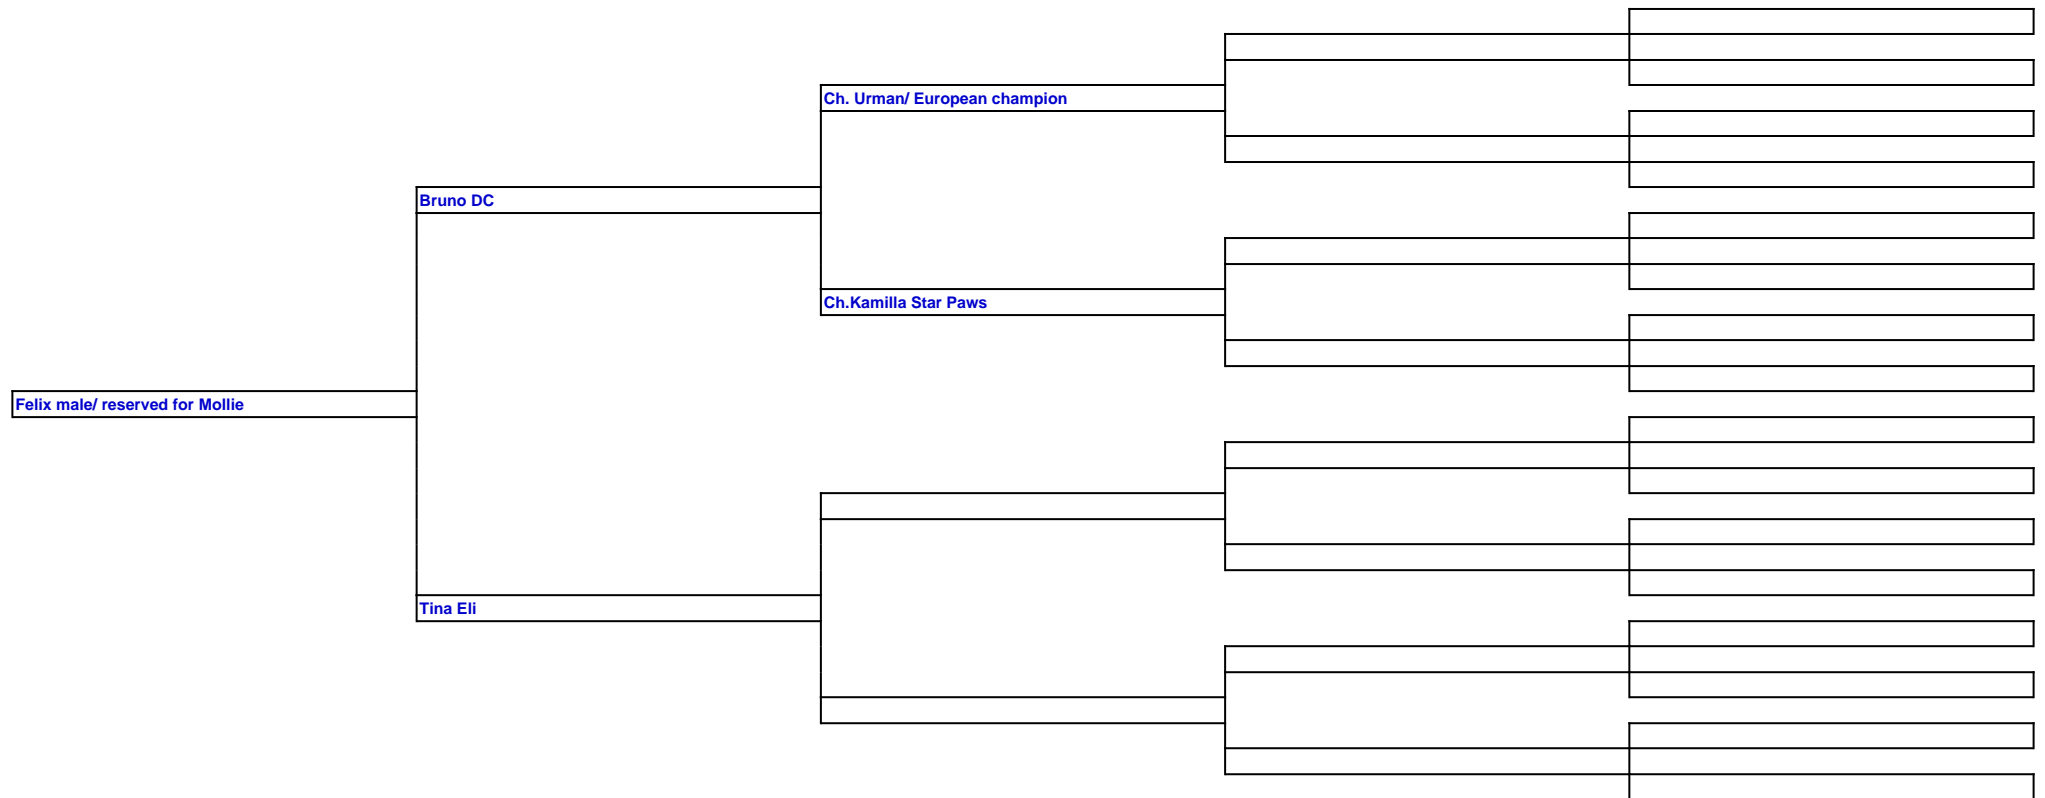 Ch. Urman/ European champion
Bruno DC
Ch.Kamilla Star Paws
Felix male/ reserved for Mollie
Tina Eli